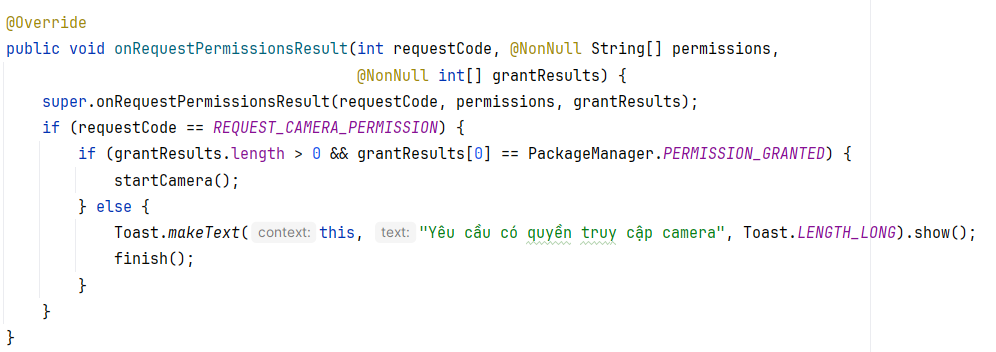 @Override
public void onRequestPermissionsResult(int requestCode, @NonNull String[] permissions,
                                       @NonNull int[] grantResults) {
    super.onRequestPermissionsResult(requestCode, permissions, grantResults);
    if (requestCode == REQUEST_CAMERA_PERMISSION) {
        if (grantResults.length > 0 && grantResults[0] == PackageManager.PERMISSION_GRANTED) {
            startCamera();
        } else {
            Toast.makeText( context: this, text: "Yêu cầu có quyền truy cập camera", Toast.LENGTH_LONG).show();
            finish();
        }
    }
}